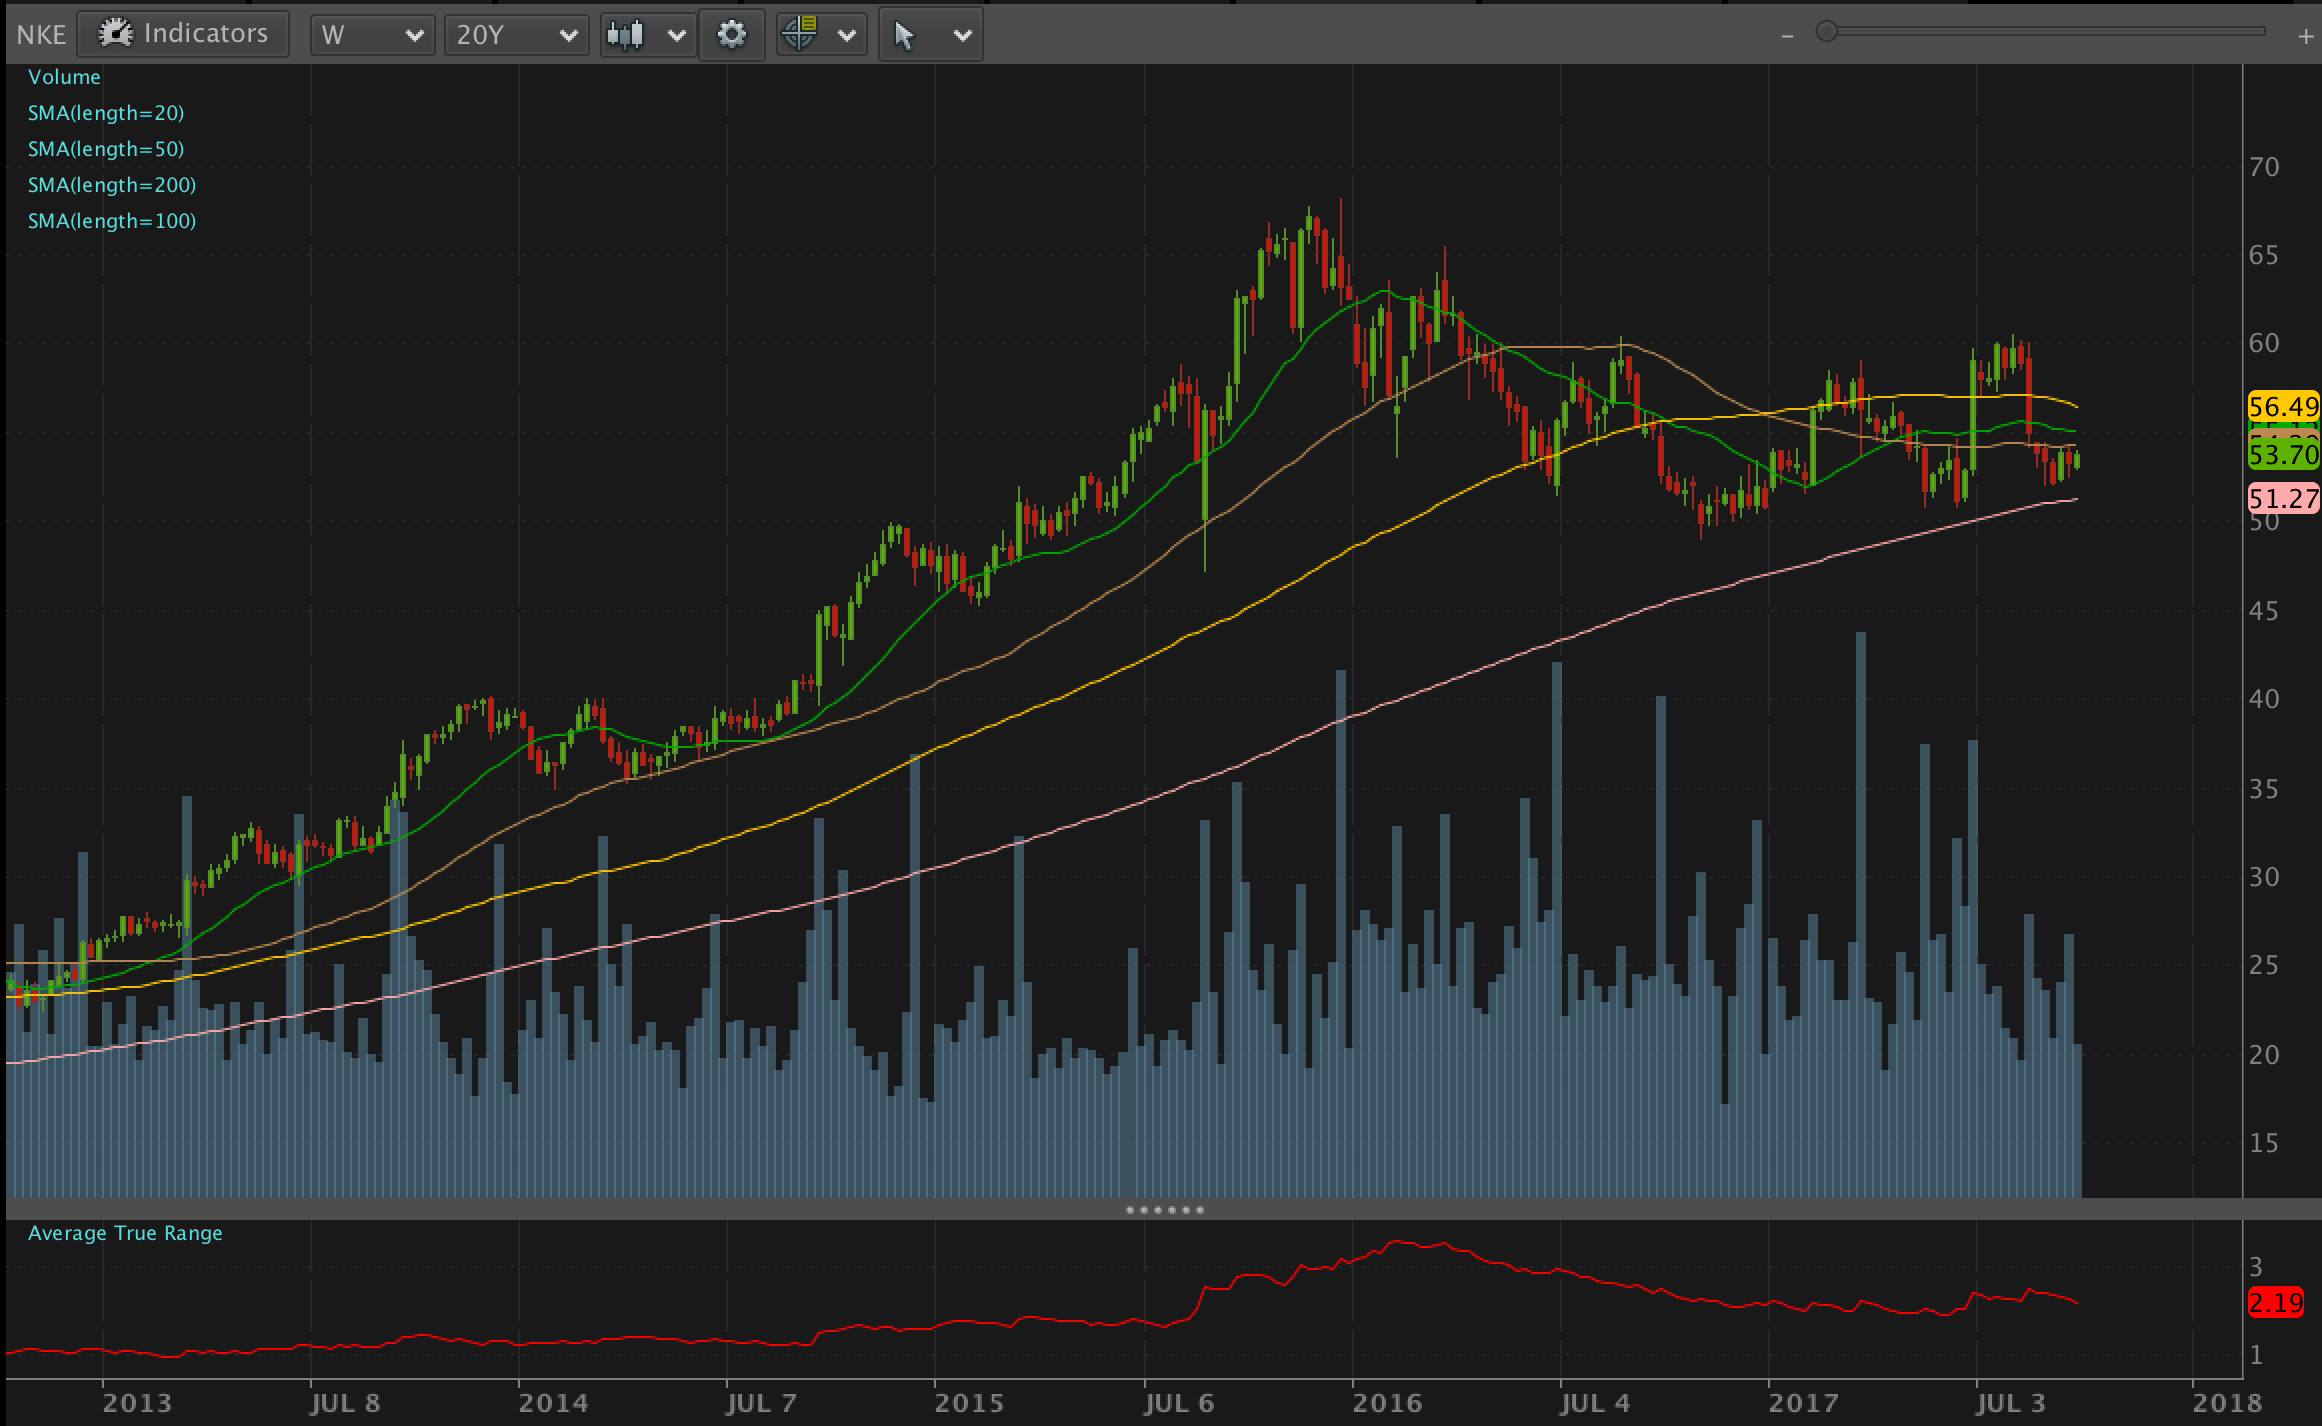 NKE Indicators W 20Y
Volume
SMA(length=20)
SMA(length=50)
SMA(length=200)
SMA(length=100)
70
65
60
56.49
53.70
51.27
50
45
40
35
30
25
20
15
Average True Range
3
2.19
1
2013 JUL 8 2014 JUL 7 2015 JUL 6 2016 JUL 4 2017 JUL 3 2018